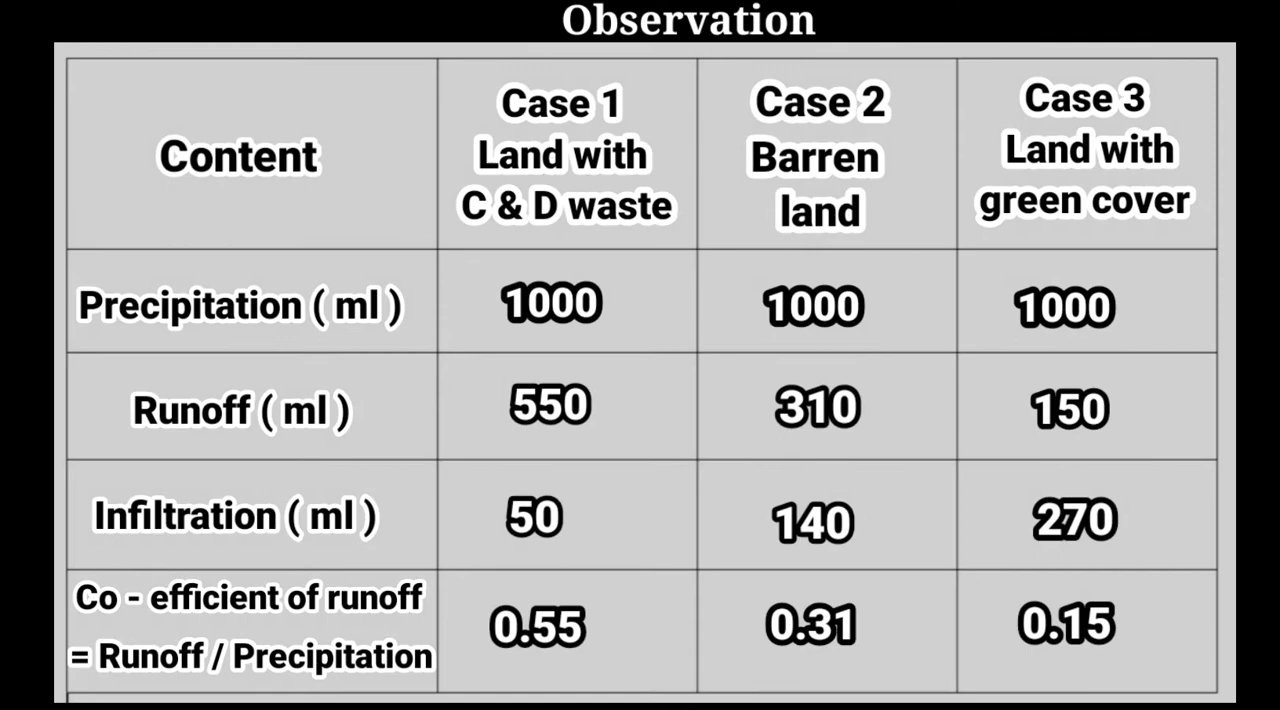 Observation
Content
Case 1
Land with
C & D waste
Case 2
Barren
land
Case 3
Land with
green cover
Precipitation ( ml )
1000
1000
1000
Runoff ( ml )
550
310
150
Infiltration ( ml )
50
140
270
Co - efficient of runoff
= Runoff / Precipitation
0.55
0.31
0.15